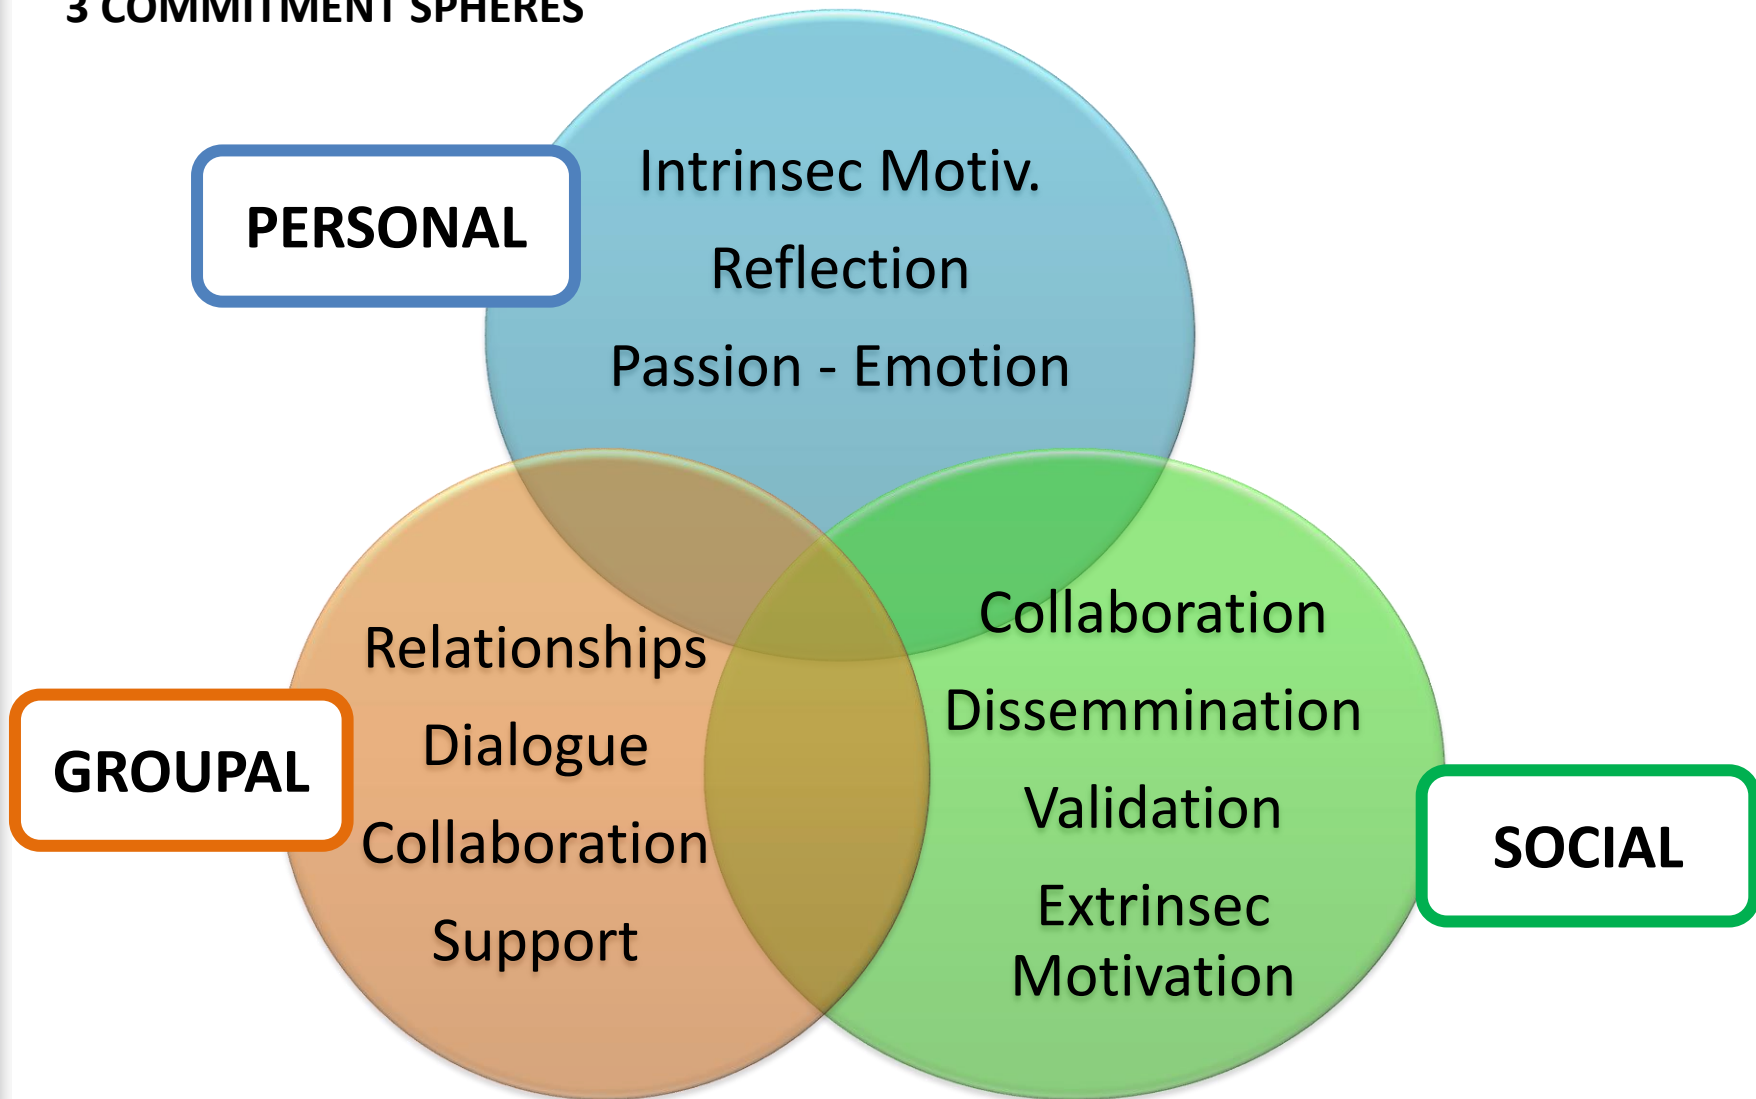 3 COMMITMENT SPHERES
PERSONAL
Intrinsec Motiv.
Reflection
Passion - Emotion
GROUPAL
Relationships
Dialogue
Collaboration
Support
Collaboration
Dissemmination
Validation
Extrinsec
Motivation
SOCIAL